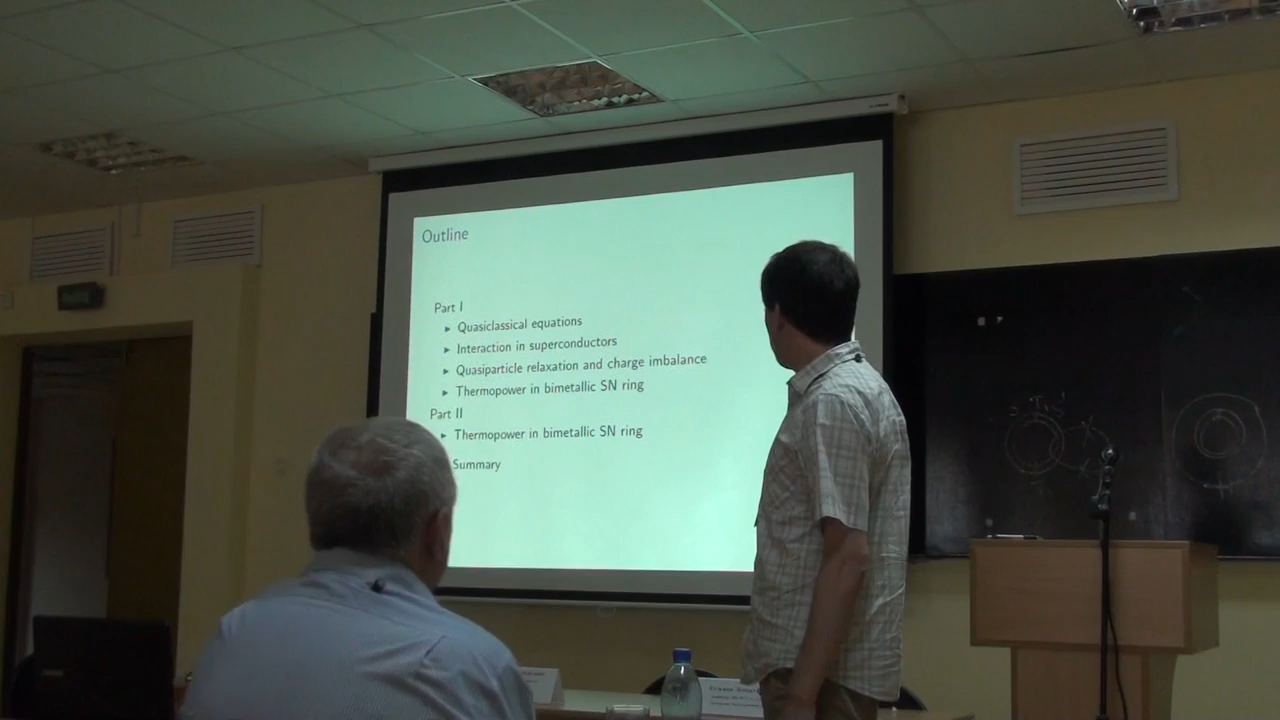 Outline
Part I
▸ Quasiclassical equations
▸ Interaction in superconductors
▸ Quasiparticle relaxation and charge imbalance
▸ Thermopower in bimetallic SN ring
Part II
▸ Thermopower in bimetallic SN ring
Summary